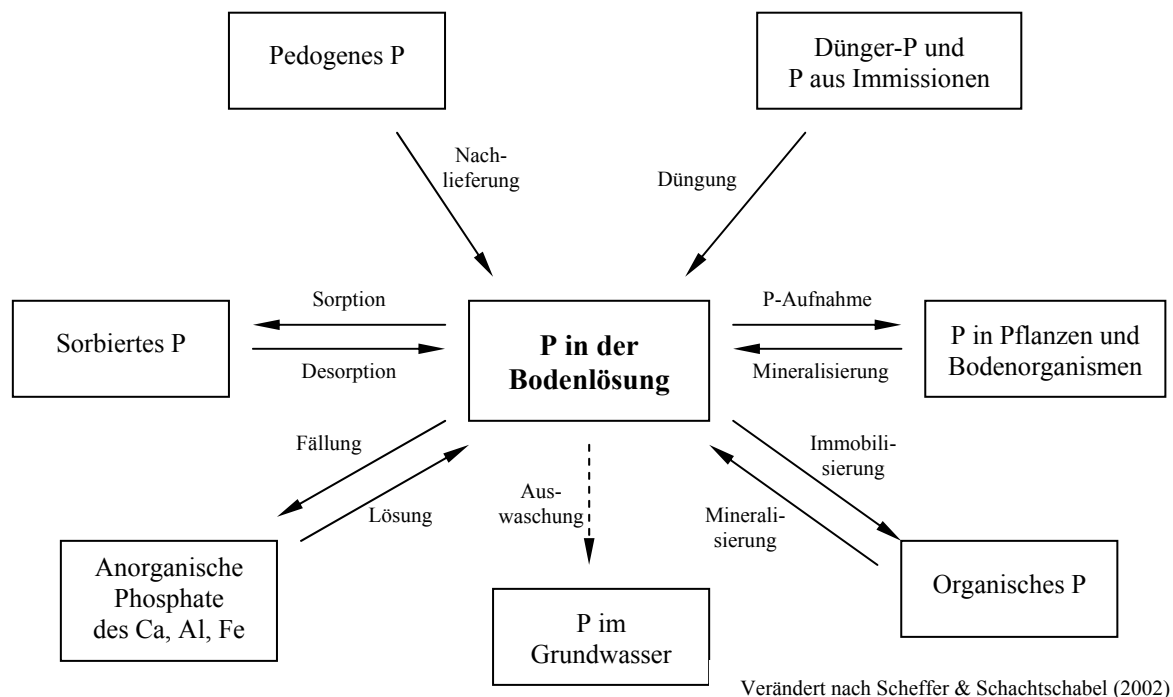 Pedogenes P
Dünger-P und
P aus Immissionen
Nach-
lieferung
Düngung
Sorption
P-Aufnahme
Sorbiertes P
P in der
Bodenlösung
P in Pflanzen und
Bodenorganismen
Desorption
Mineralisierung
Fällung
Immobili-
sierung
Aus-
waschung
Lösung
Minerali-
sierung
Anorganische
Phosphate
des Ca, Al, Fe
P im
Grundwasser
Organisches P
Verändert nach Scheffer & Schachtschabel (2002)